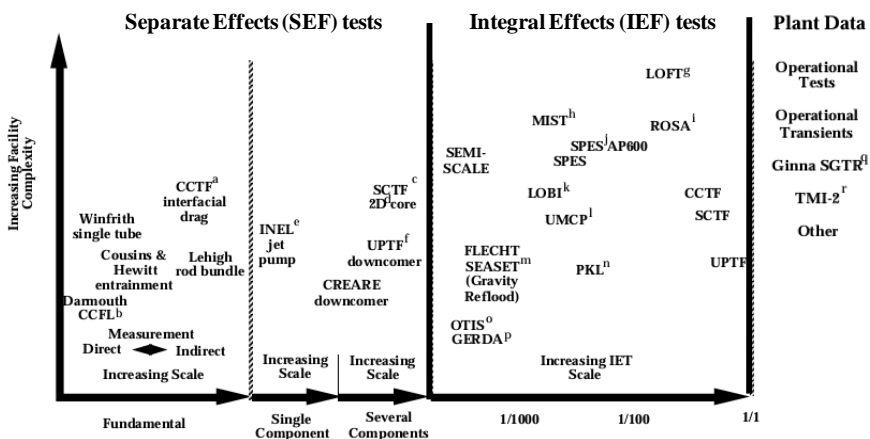 Separate Effects (SEF) tests
Integral Effects (IEF) tests
Plant Data
Increasing Facility
Complexity
CCTFa
interfacial
drag
Winfrith
single tube
Cousins &
Hewitt
entrainment
Lehigh
rod bundle
Darmouth
CCFLb
Measurement
Direct
Indirect
Increasing Scale
Fundamental
INELe
jet
pump
SCTFc
2Ddcore
UPTFf
downcomer
CREARE
downcomer
Increasing
Scale
Increasing
Scale
Single
Component
Several
Components
LOFTg
MISTh
ROSAi
SPESjAP600
SPES
SEMI-
SCALE
LOBIk
CCTF
SCTF
UMCPl
FLECHT
SEASETm
(Gravity
Reflood)
PKLn
UPTF
OTISo
GERDAp
Increasing IET
Scale
1/1000
1/100
1/1
Operational
Tests
Operational
Transients
Ginna SGTRq
TMI-2r
Other